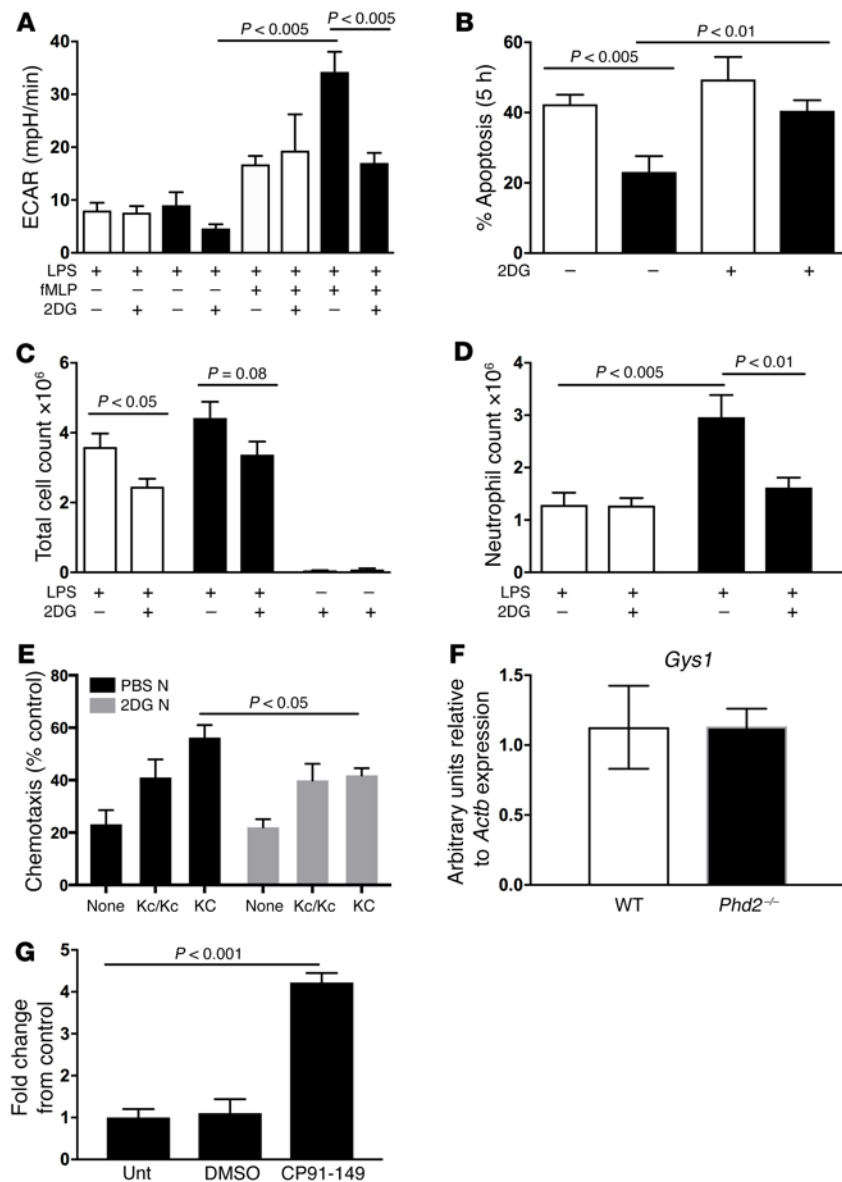 A
P < 0.005
P < 0.005
ECAR (mpH/min)
40
30
20
10
0
LPS + + + + + + + +
fMLP – – – – + + + +
2DG – + – + – + – +
B
P < 0.01
P < 0.005
% Apoptosis (5 h)
60
40
20
0
2DG – – + +
C
P = 0.08
P < 0.05
Total cell count ×10⁶
6
4
2
0
LPS + + + + – –
2DG – + – + + +
D
P < 0.01
P < 0.005
Neutrophil count ×10⁶
4
3
2
1
0
LPS + + + +
2DG – + – +
E
PBS N
2DG N
P < 0.05
Chemotaxis (% control)
80
60
40
20
0
None Kc/Kc KC None Kc/Kc KC
F
Gys1
Arbitrary units relative
to Actb expression
1.5
1.0
0.5
0.0
WT Phd2⁻/⁻
G
P < 0.001
Fold change
from control
5
4
3
2
1
0
Unt DMSO CP91-149